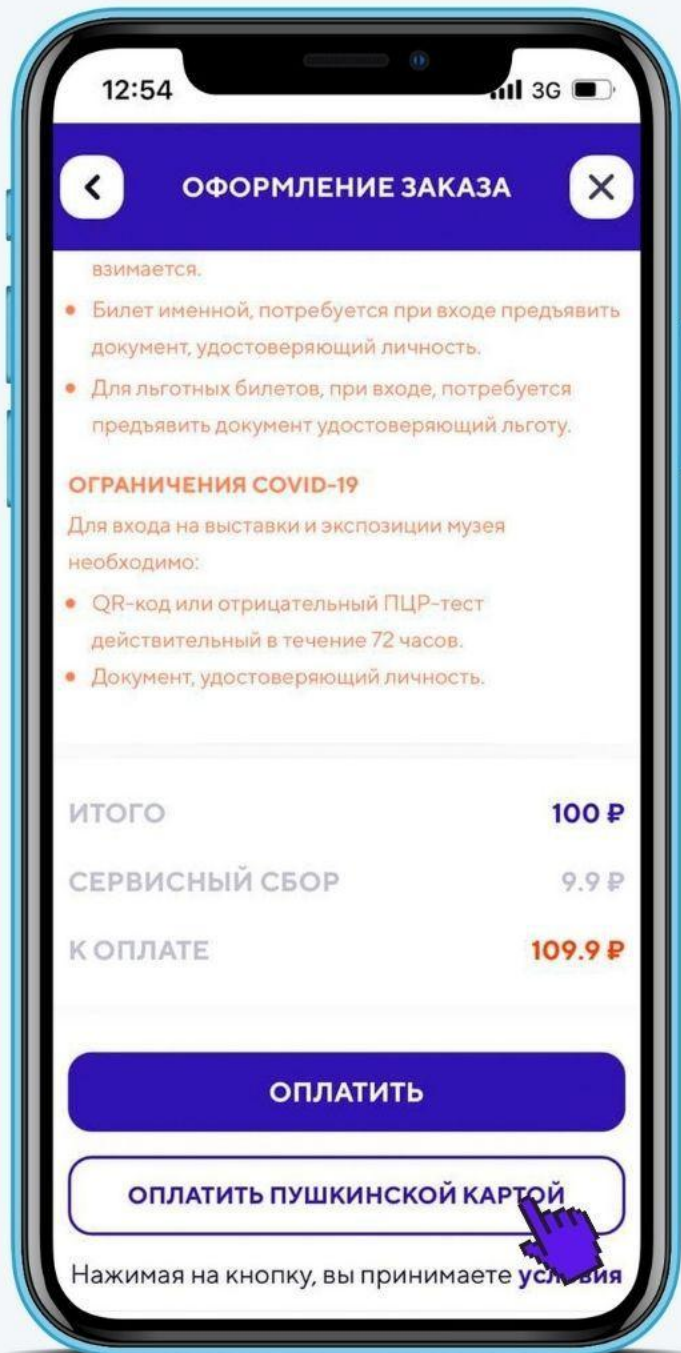 12:54
3G
ОФОРМЛЕНИЕ ЗАКАЗА
взимается.
• Билет именной, потребуется при входе предъявить
документ, удостоверяющий личность.
• Для льготных билетов, при входе, потребуется
предъявить документ удостоверяющий льготу.
ОГРАНИЧЕНИЯ COVID-19
Для входа на выставки и экспозиции музея
необходимо:
• QR-код или отрицательный ПЦР-тест
действительный в течение 72 часов.
• Документ, удостоверяющий личность.
ИТОГО 100 ₽
СЕРВИСНЫЙ СБОР 9.9 ₽
К ОПЛАТЕ 109.9 ₽
ОПЛАТИТЬ
ОПЛАТИТЬ ПУШКИНСКОЙ КАРТОЙ
Нажимая на кнопку, вы принимаете условия